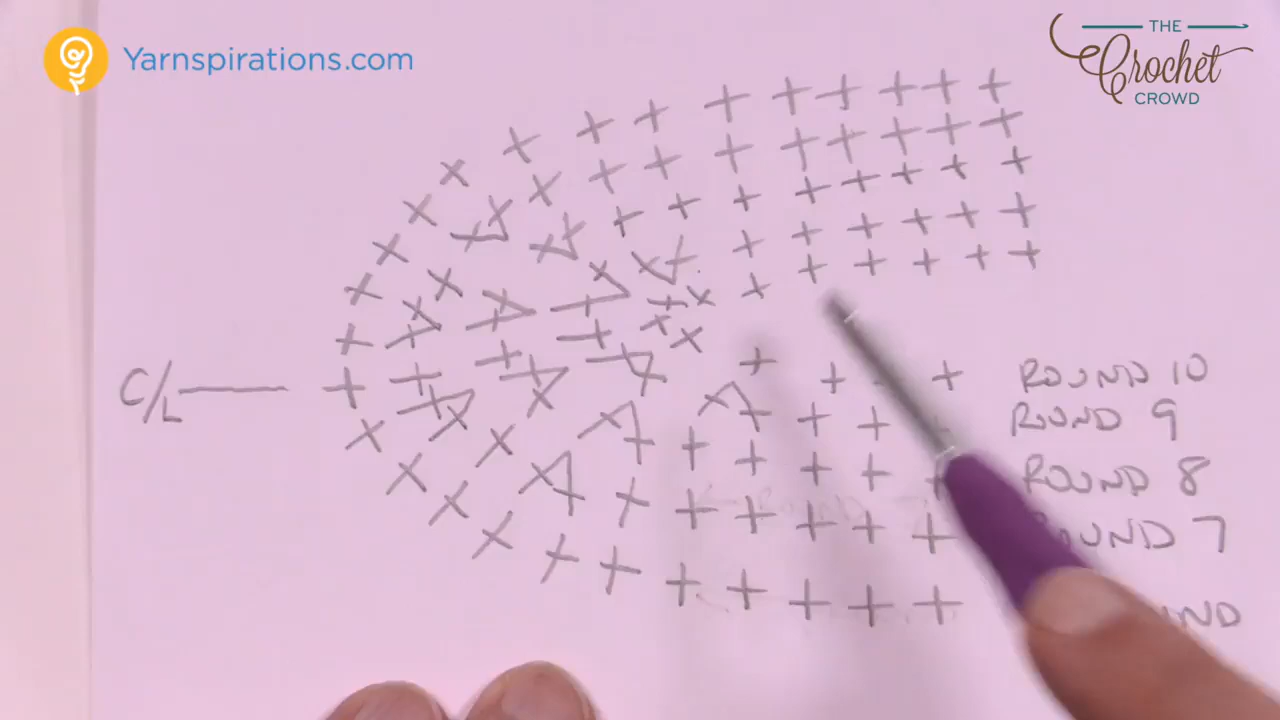 Yarnspirations.com
THE
Crochet
CROWD
C/L
ROUND 10
ROUND 9
ROUND 8
ROUND 7